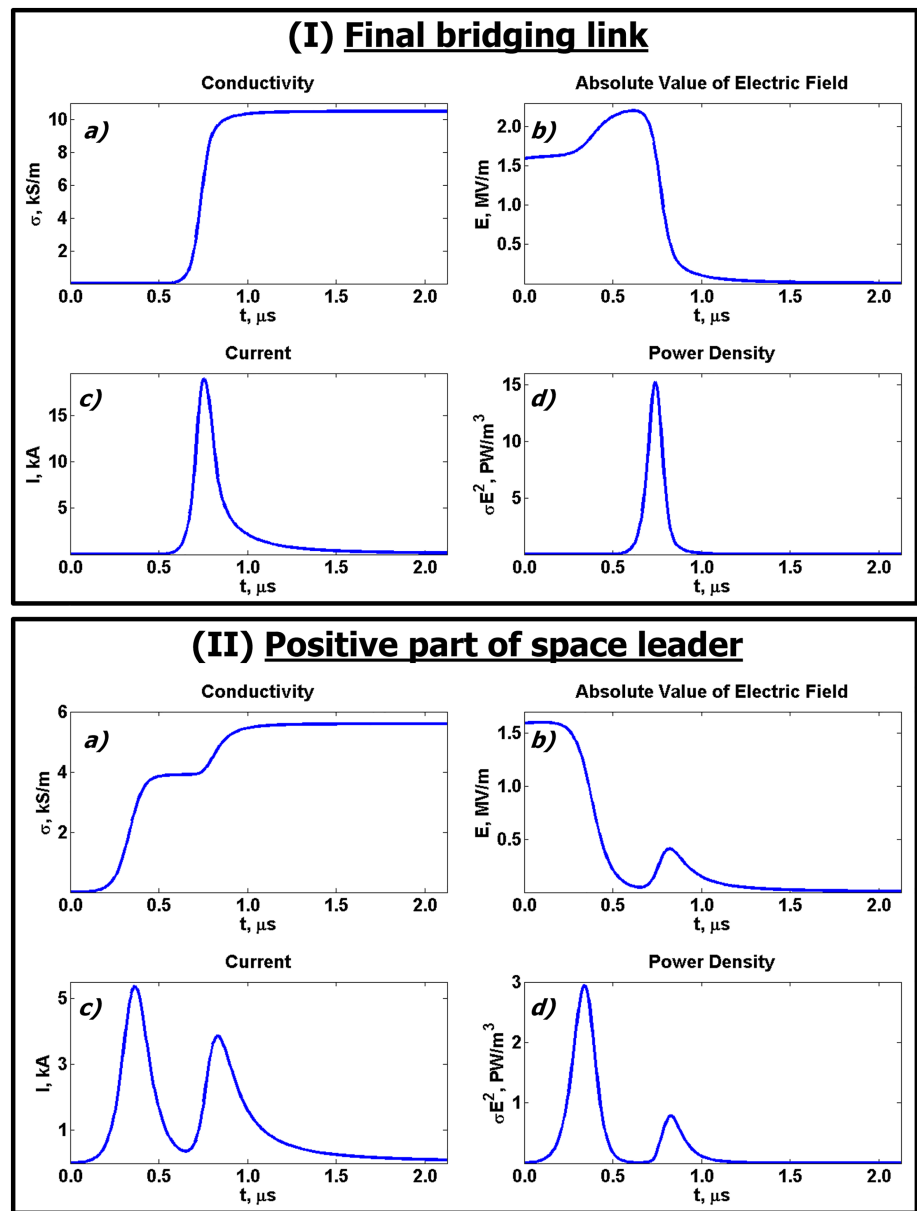 (I) Final bridging link
Conductivity
a)
σ, kS/m
10
8
6
4
2
0.0 0.5 1.0 1.5 2.0
t, μs
Absolute Value of Electric Field
b)
E, MV/m
2.0
1.5
1.0
0.5
0.0 0.5 1.0 1.5 2.0
t, μs
Current
c)
I, kA
15
10
5
0.0 0.5 1.0 1.5 2.0
t, μs
Power Density
d)
σE², PW/m³
15
10
5
0
0.0 0.5 1.0 1.5 2.0
t, μs
(II) Positive part of space leader
Conductivity
a)
σ, kS/m
6
4
2
0
0.0 0.5 1.0 1.5 2.0
t, μs
Absolute Value of Electric Field
b)
E, MV/m
1.5
1.0
0.5
0.0 0.5 1.0 1.5 2.0
t, μs
Current
c)
I, kA
5
3
1
0.0 0.5 1.0 1.5 2.0
t, μs
Power Density
d)
σE², PW/m³
3
2
1
0
0.0 0.5 1.0 1.5 2.0
t, μs